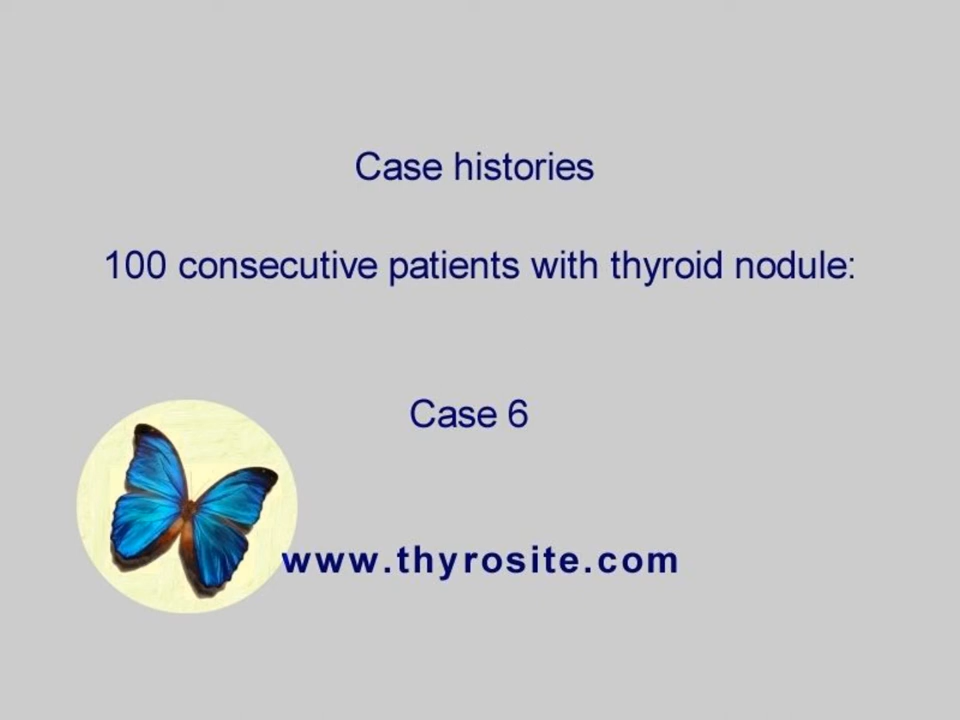 Case histories
100 consecutive patients with thyroid nodule:
Case 6
www.thyrosite.com